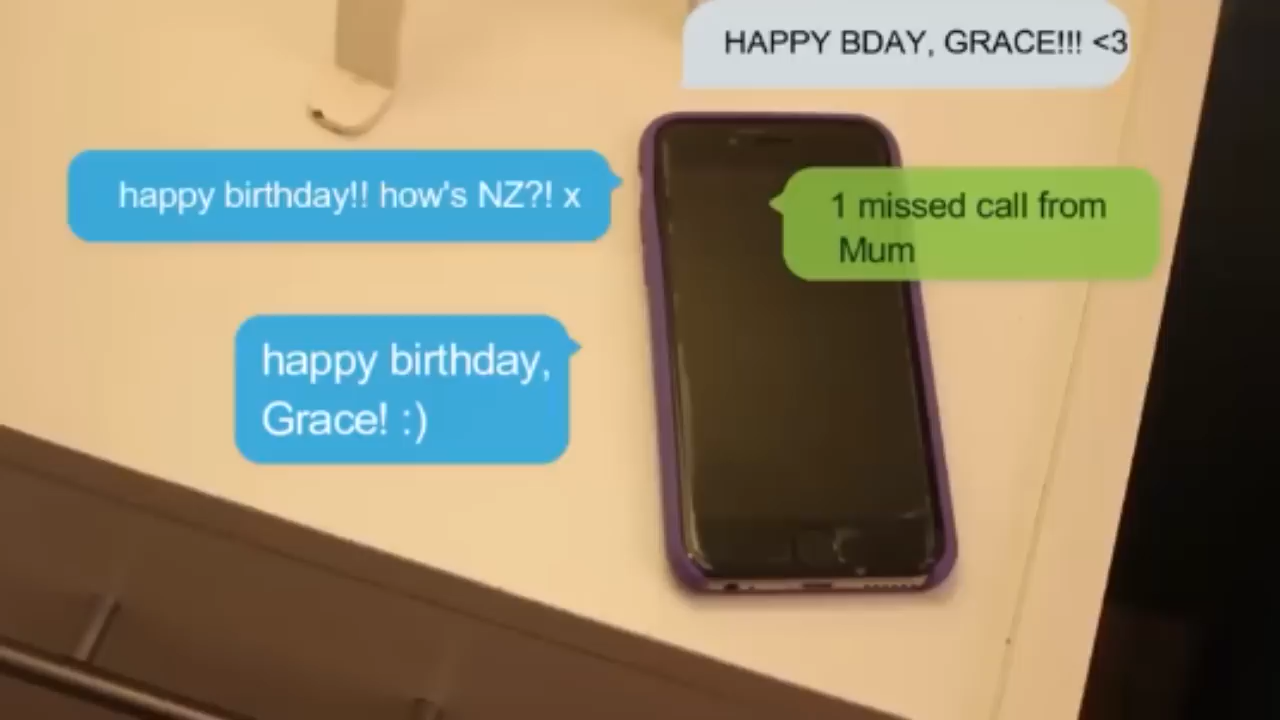 HAPPY BDAY, GRACE!!! <3
happy birthday!! how's NZ?! x
1 missed call from
Mum
happy birthday,
Grace! :)